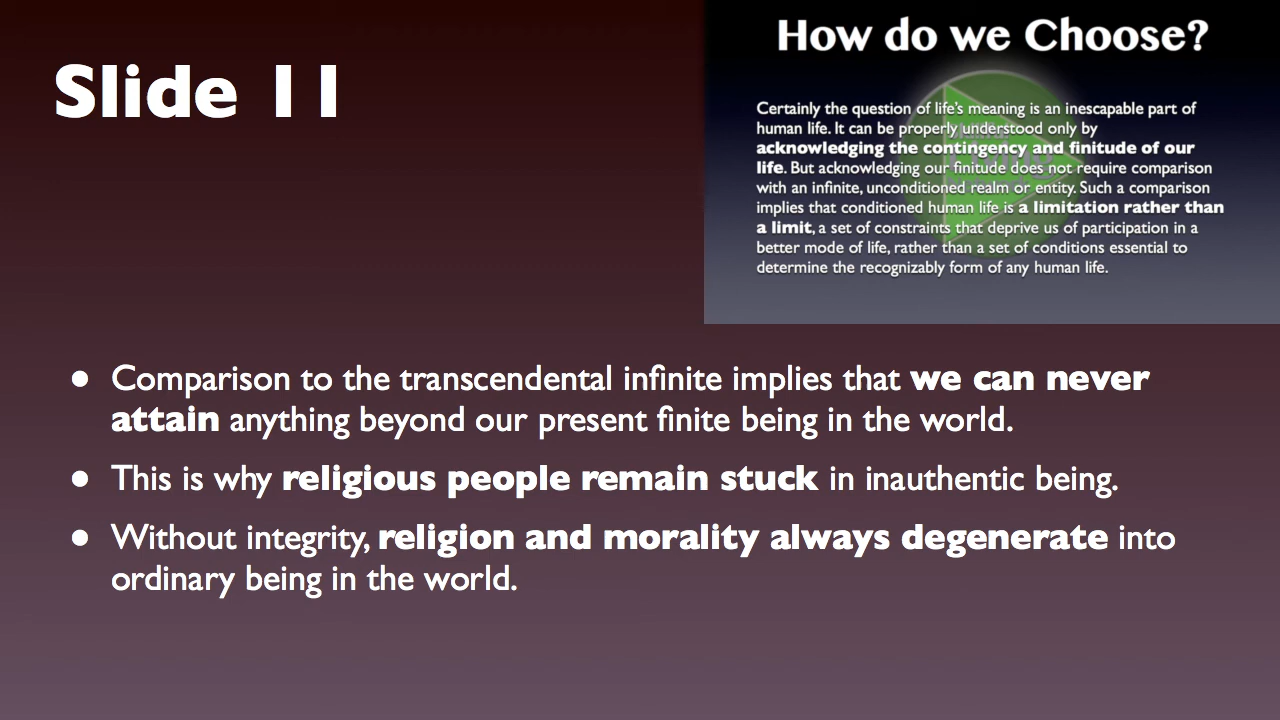 Slide 11
How do we Choose?
Certainly the question of life's meaning is an inescapable part of
human life. It can be properly understood only by
acknowledging the contingency and finitude of our
life. But acknowledging our finitude does not require comparison
with an infinite, unconditioned realm or entity. Such a comparison
implies that conditioned human life is a limitation rather than
a limit, a set of constraints that deprive us of participation in a
better mode of life, rather than a set of conditions essential to
determine the recognizably form of any human life.
● Comparison to the transcendental infinite implies that we can never
attain anything beyond our present finite being in the world.
● This is why religious people remain stuck in inauthentic being.
● Without integrity, religion and morality always degenerate into
ordinary being in the world.